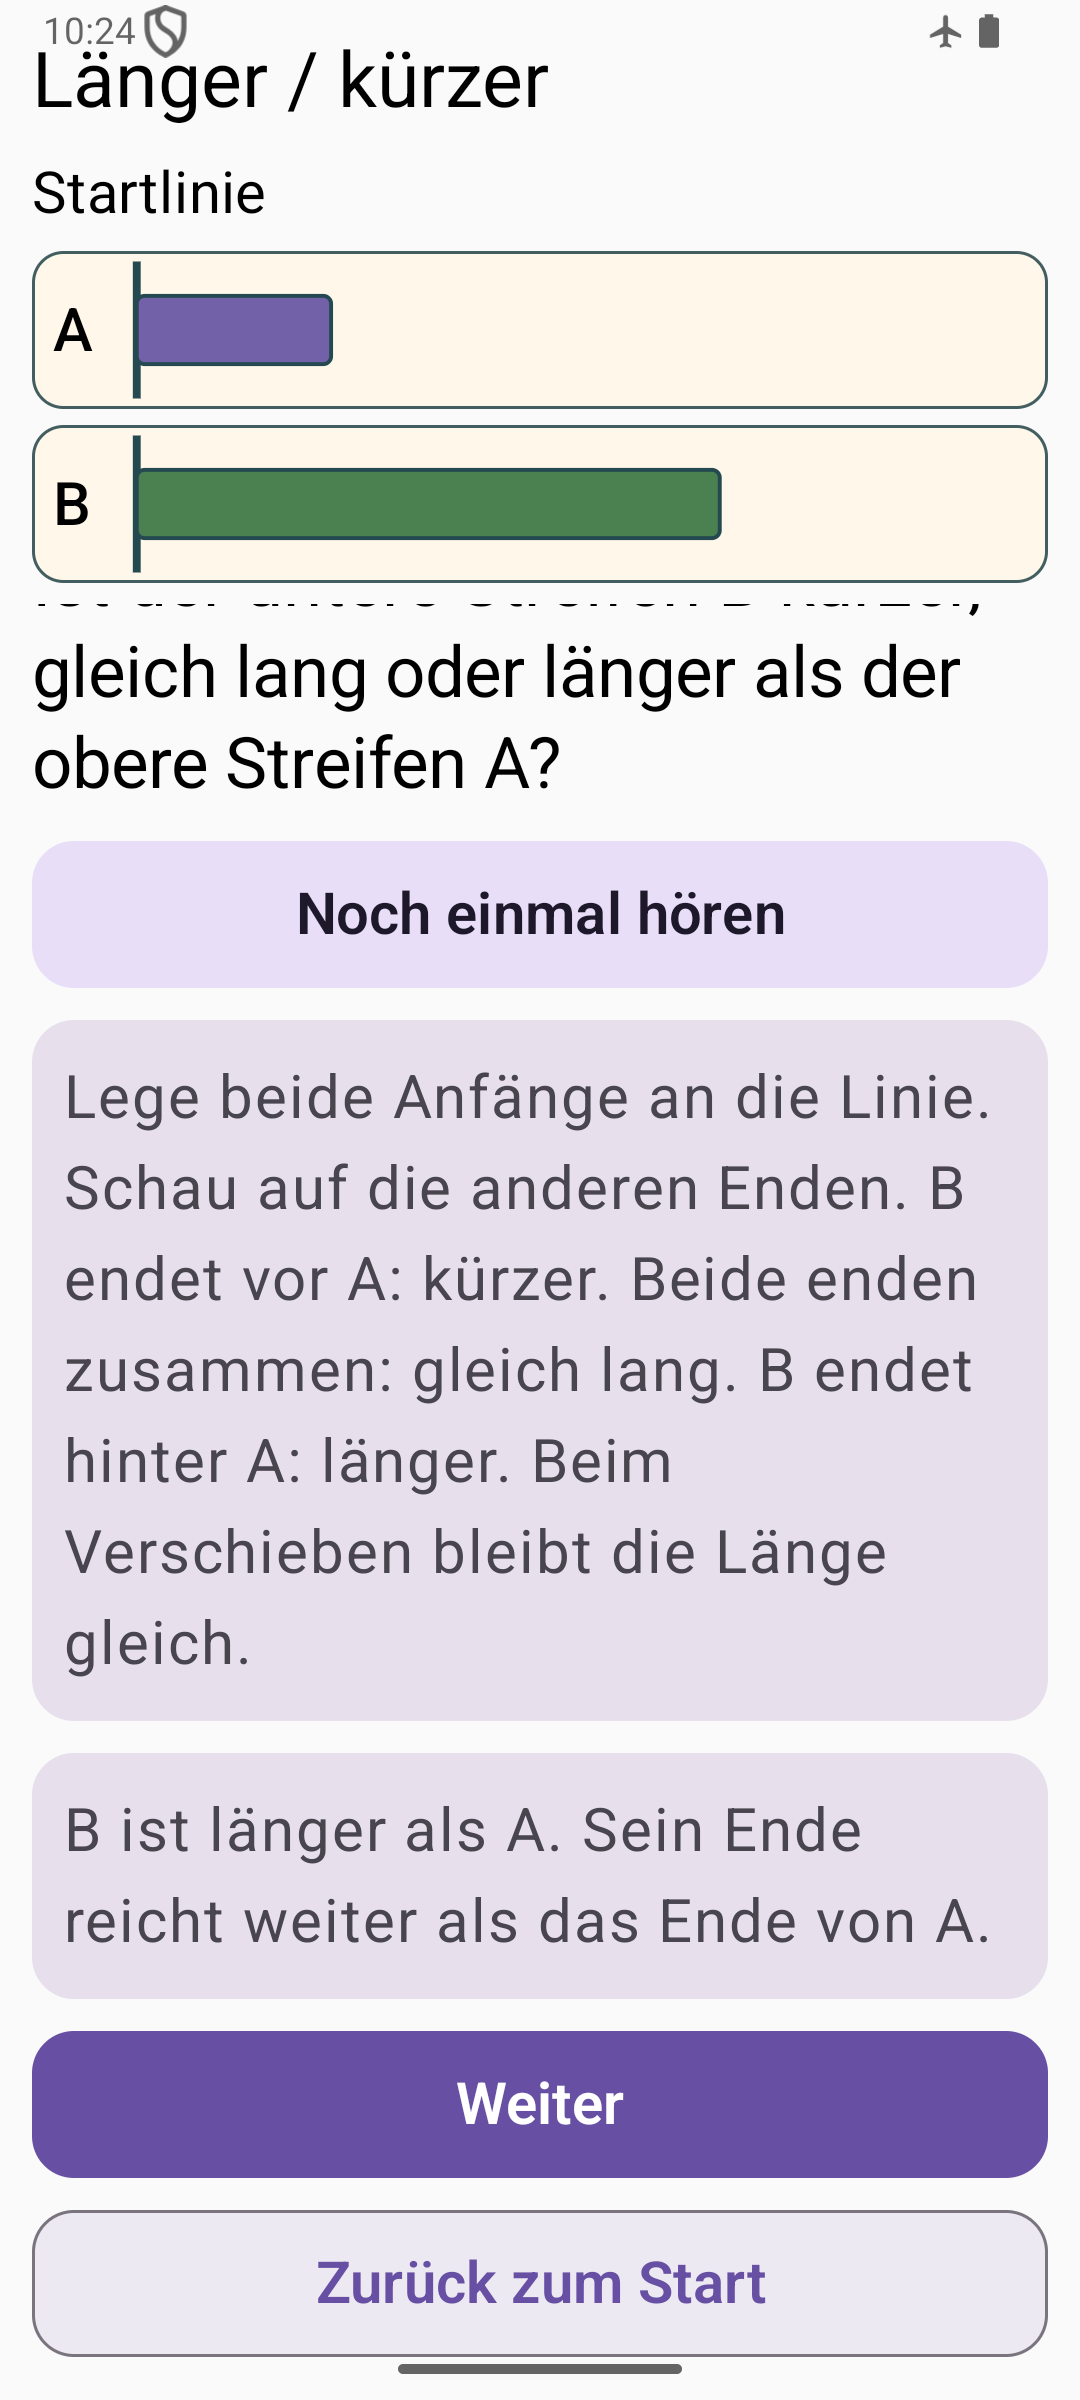 10:24
Länger / kürzer
Startlinie
A
B
gleich lang oder länger als der
obere Streifen A?
Noch einmal hören
Lege beide Anfänge an die Linie.
Schau auf die anderen Enden. B
endet vor A: kürzer. Beide enden
zusammen: gleich lang. B endet
hinter A: länger. Beim
Verschieben bleibt die Länge
gleich.
B ist länger als A. Sein Ende
reicht weiter als das Ende von A.
Weiter
Zurück zum Start